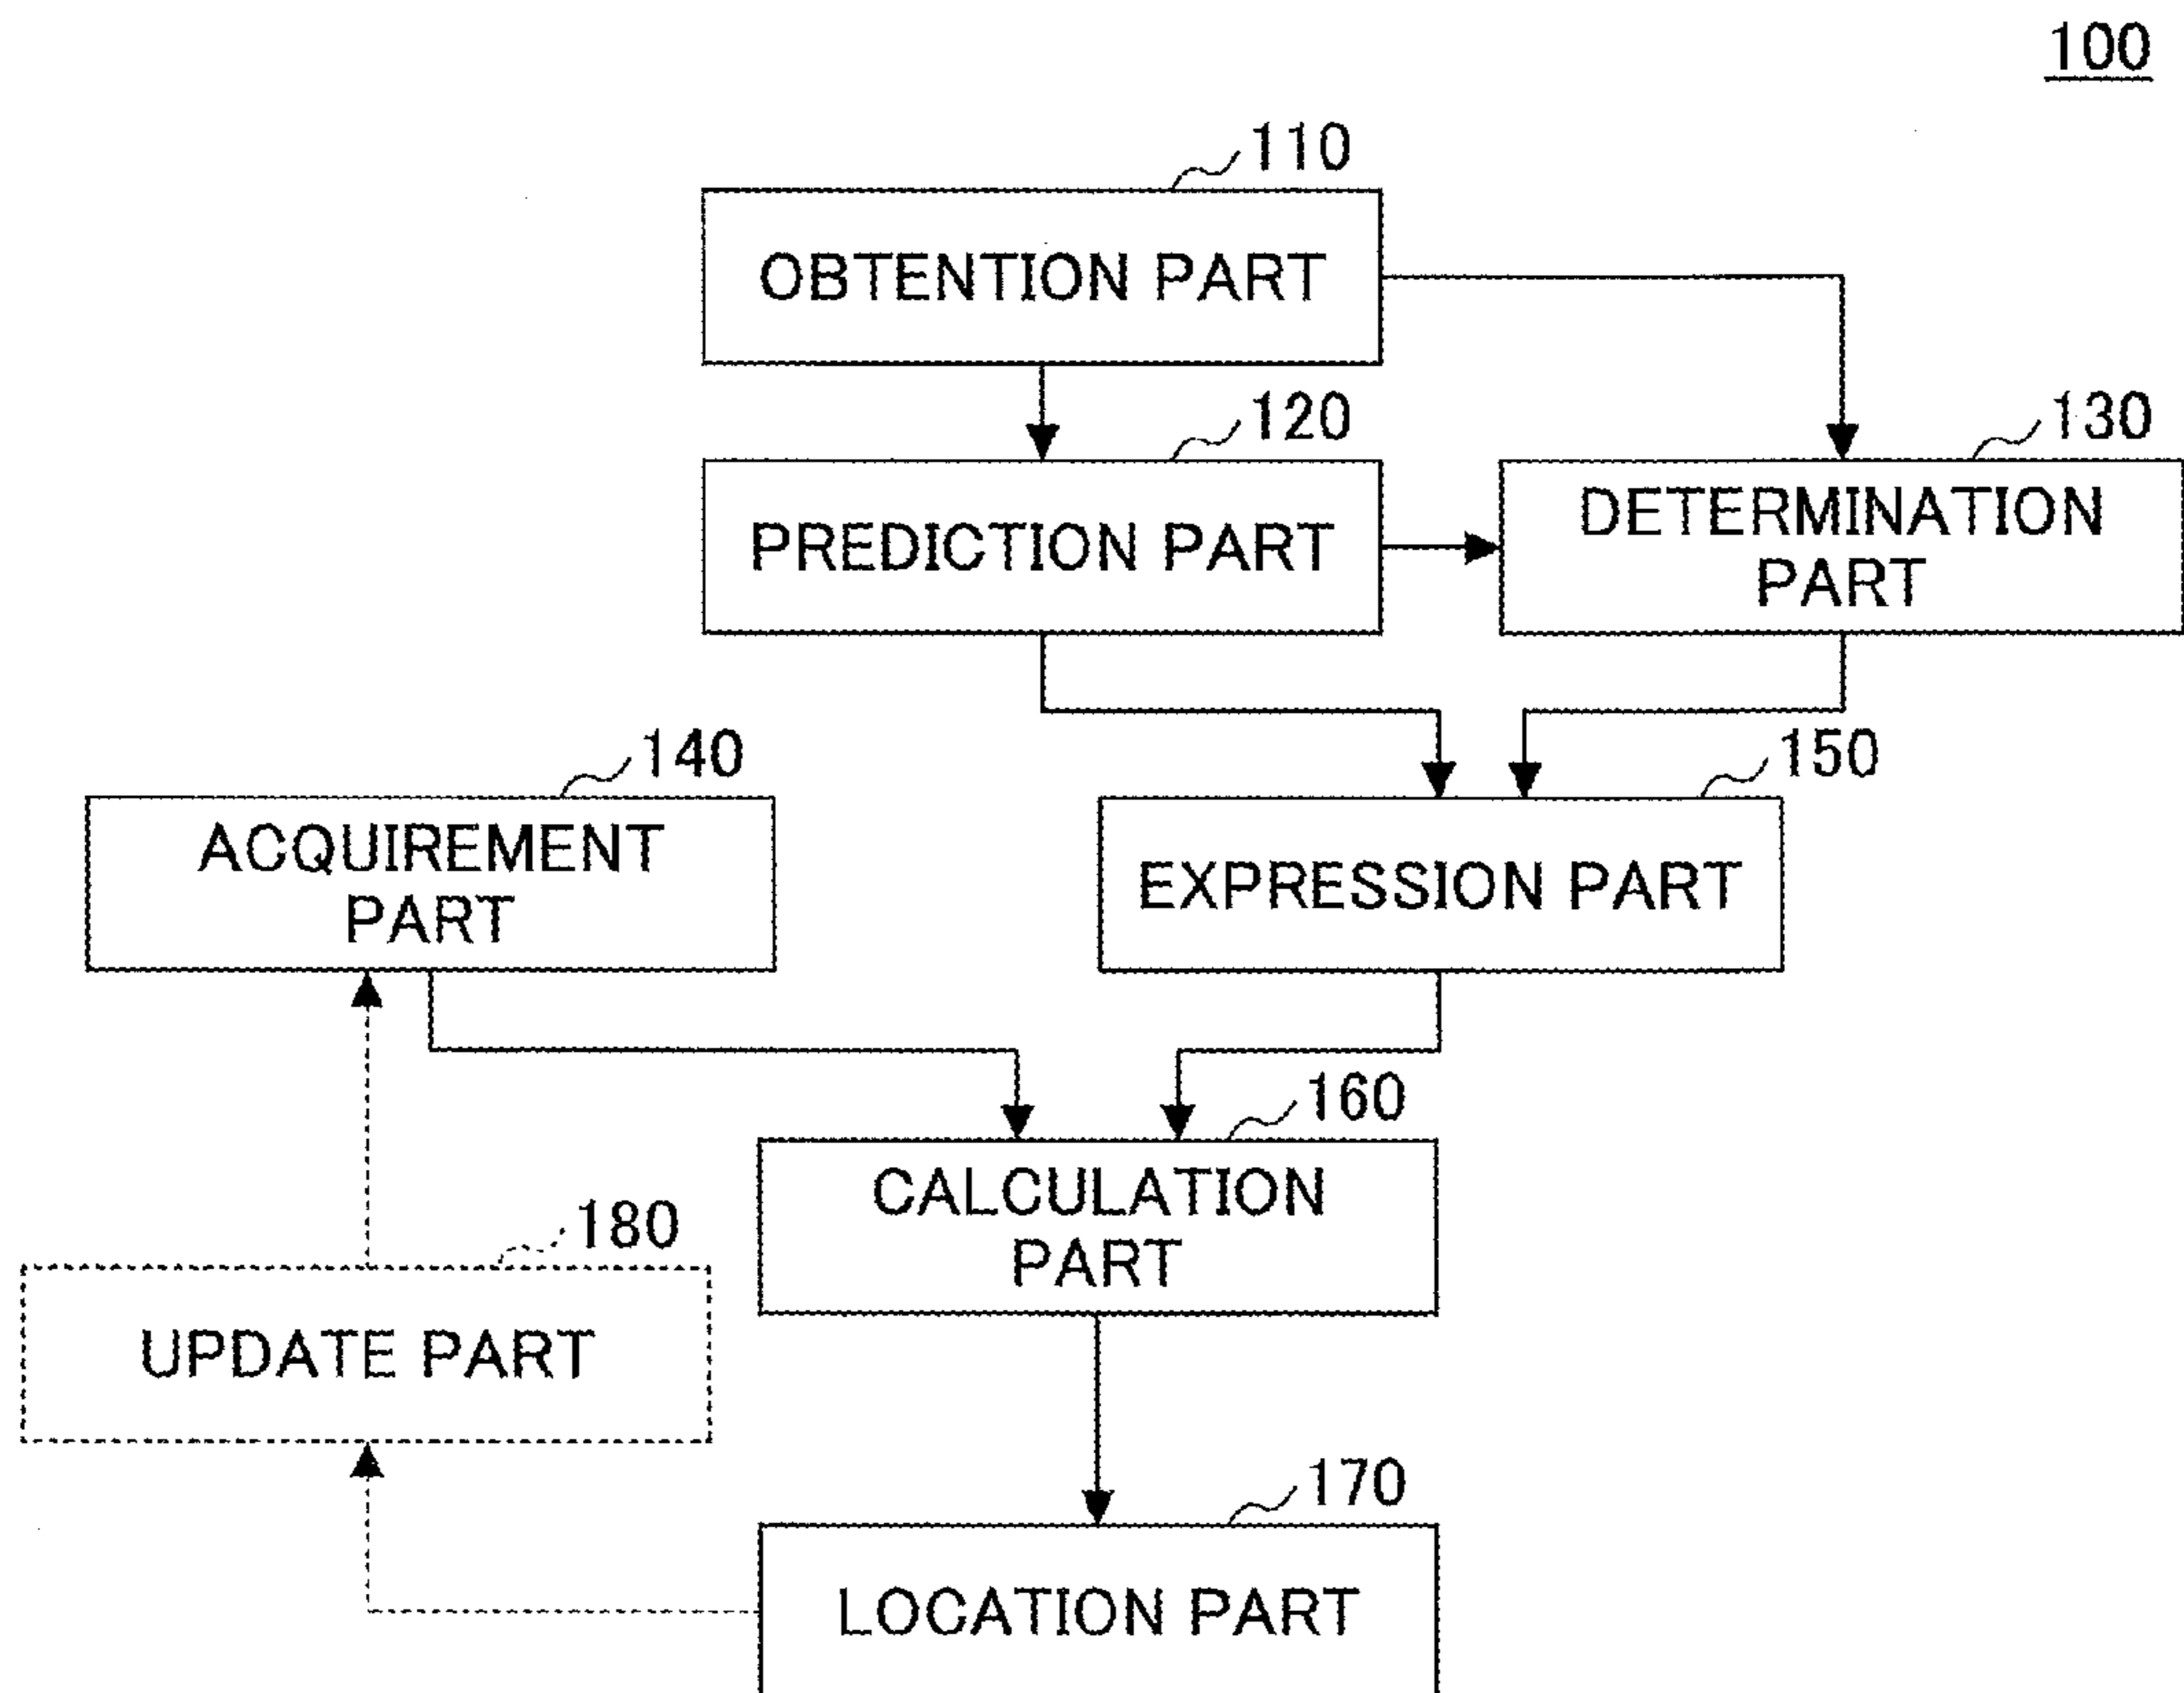 100
110
OBTENTION PART
120
PREDICTION PART
130
DETERMINATION
PART
140
ACQUIREMENT
PART
150
EXPRESSION PART
160
CALCULATION
PART
180
UPDATE PART
170
LOCATION PART